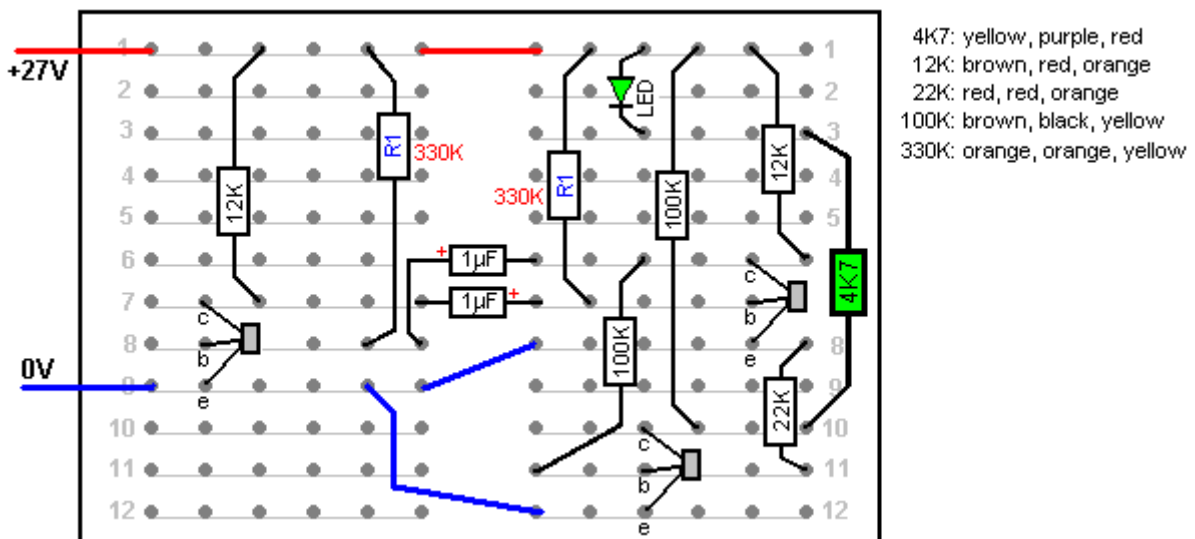 +27V
0V
1 1
2 2
3 3
4 4
5 5
6 6
7 7
8 8
9 9
10 10
11 11
12 12
12K
R1
330K
330K
R1
LED
100K
12K
4K7
+ 1µF
1µF +
100K
22K
c
b
e
c
b
e
c
b
e
4K7: yellow, purple, red
12K: brown, red, orange
22K: red, red, orange
100K: brown, black, yellow
330K: orange, orange, yellow